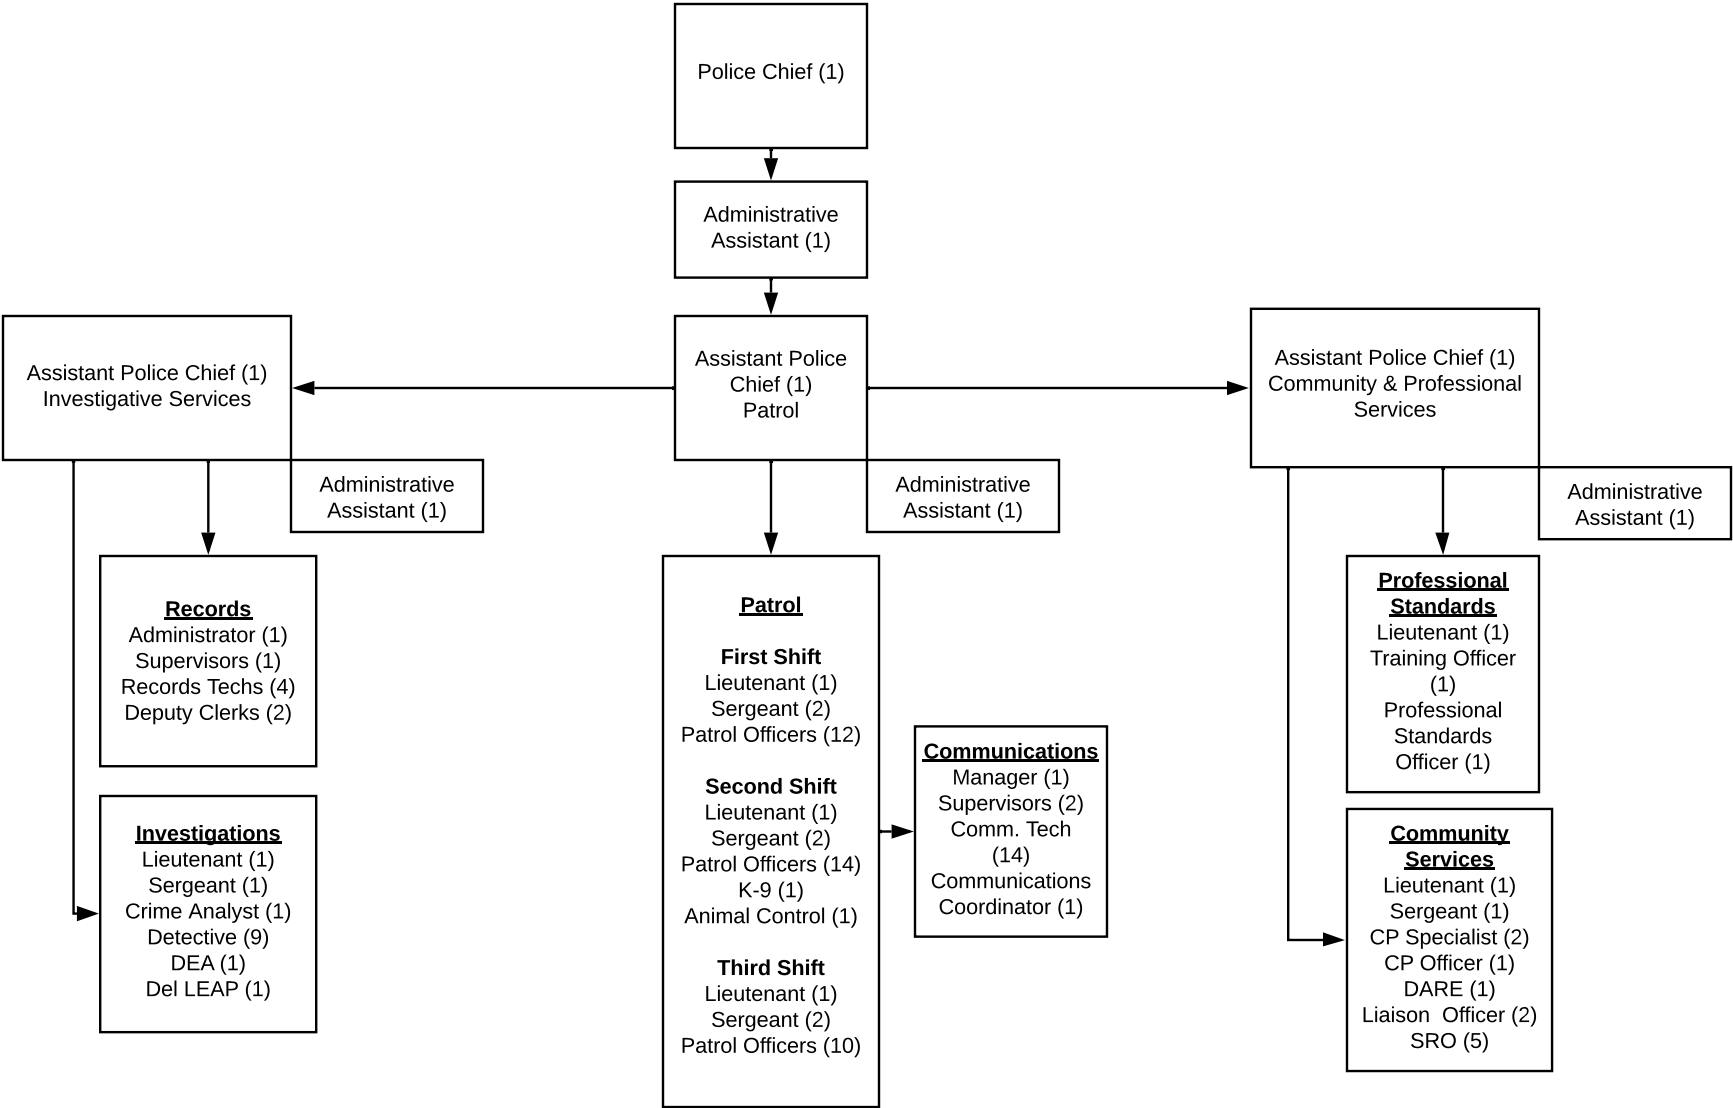 Police Chief (1)
Administrative
Assistant (1)
Assistant Police Chief (1)
Investigative Services
Administrative
Assistant (1)
Assistant Police
Chief (1)
Patrol
Administrative
Assistant (1)
Assistant Police Chief (1)
Community & Professional
Services
Administrative
Assistant (1)
Records
Administrator (1)
Supervisors (1)
Records Techs (4)
Deputy Clerks (2)
Investigations
Lieutenant (1)
Sergeant (1)
Crime Analyst (1)
Detective (9)
DEA (1)
Del LEAP (1)
Patrol
First Shift
Lieutenant (1)
Sergeant (2)
Patrol Officers (12)
Second Shift
Lieutenant (1)
Sergeant (2)
Patrol Officers (14)
K-9 (1)
Animal Control (1)
Third Shift
Lieutenant (1)
Sergeant (2)
Patrol Officers (10)
Communications
Manager (1)
Supervisors (2)
Comm. Tech
(14)
Communications
Coordinator (1)
Professional
Standards
Lieutenant (1)
Training Officer
(1)
Professional
Standards
Officer (1)
Community
Services
Lieutenant (1)
Sergeant (1)
CP Specialist (2)
CP Officer (1)
DARE (1)
Liaison  Officer (2)
SRO (5)